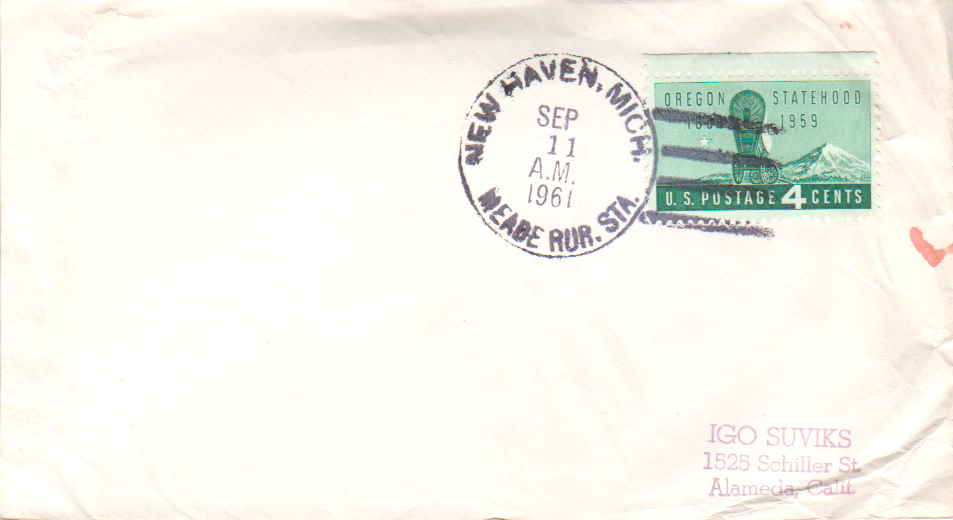 NEW HAVEN, MICH.
SEP
11
A.M.
1961
MEADE RUR. STA.
OREGON STATEHOOD
1959
U.S. POSTAGE 4 CENTS
IGO SUVIKS
1525 Schiller St.
Alameda, Calif.